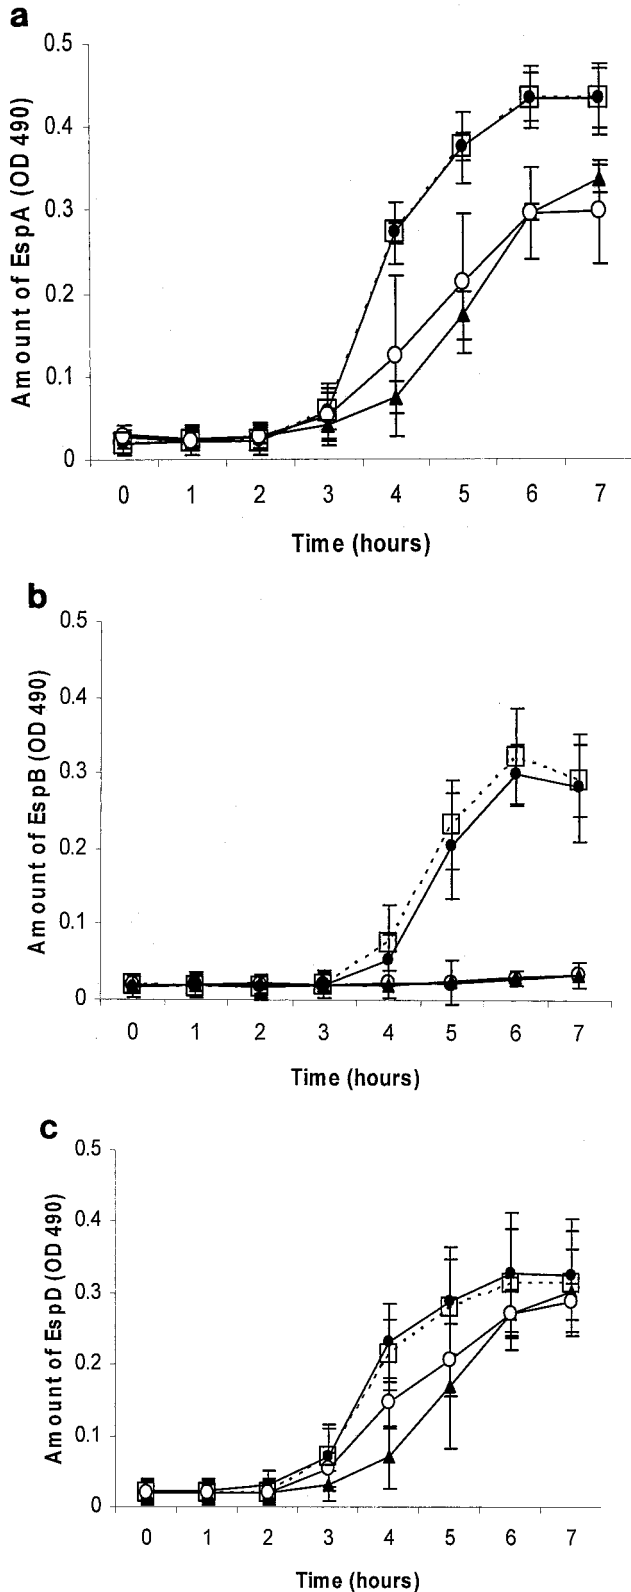 a
Amount of EspA (OD 490)
0.5
0.4
0.3
0.2
0.1
0
0 1 2 3 4 5 6 7
Time (hours)
b
Amount of EspB (OD 490)
0.5
0.4
0.3
0.2
0.1
0
0 1 2 3 4 5 6 7
Time (hours)
c
Amount of EspD (OD 490)
0.5
0.4
0.3
0.2
0.1
0
0 1 2 3 4 5 6 7
Time (hours)